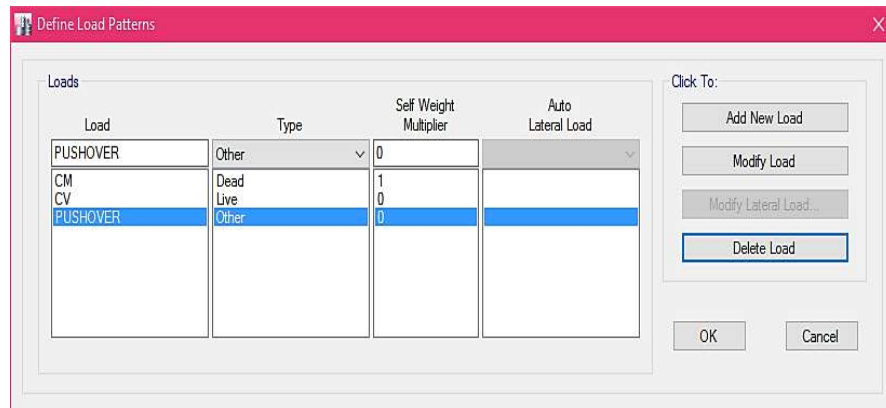 Define Load Patterns X
Loads
Load Type Self Weight Multiplier Auto Lateral Load
PUSHOVER Other 0
CM Dead 1
CV Live 0
PUSHOVER Other 0
Click To:
Add New Load
Modify Load
Modify Lateral Load...
Delete Load
OK Cancel